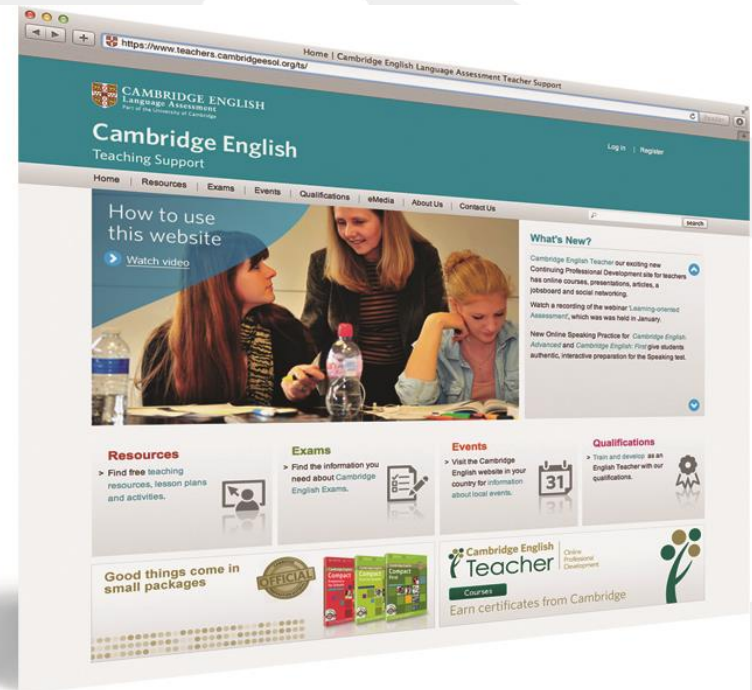 Home | Cambridge English Language Assessment Teacher Support
https://www.teachers.cambridgeesol.org/ts/
Reader
CAMBRIDGE ENGLISH
Language Assessment
Part of the University of Cambridge
Log in | Register
Cambridge English
Teaching Support
Home | Resources | Exams | Events | Qualifications | eMedia | About Us | Contact Us
search
How to use
this website
Watch video
What's New?
Cambridge English Teacher our exciting new
Continuing Professional Development site for teachers
has online courses, presentations, articles, a
jobsboard and social networking.
Watch a recording of the webinar 'Learning-oriented
Assessment', which was was held in January.
New Online Speaking Practice for Cambridge English:
Advanced and Cambridge English: First give students
authentic, interactive preparation for the Speaking test.
Resources
> Find free teaching
resources, lesson plans
and activities.
Exams
> Find the information you
need about Cambridge
English Exams.
Events
> Visit the Cambridge
English website in your
country for information
about local events.
31
Qualifications
> Train and develop as an
English Teacher with our
qualifications.
Good things come in
small packages
OFFICIAL
Compact
Compact
Compact
First
Cambridge English
Teacher
Online
Professional
Development
Courses
Earn certificates from Cambridge